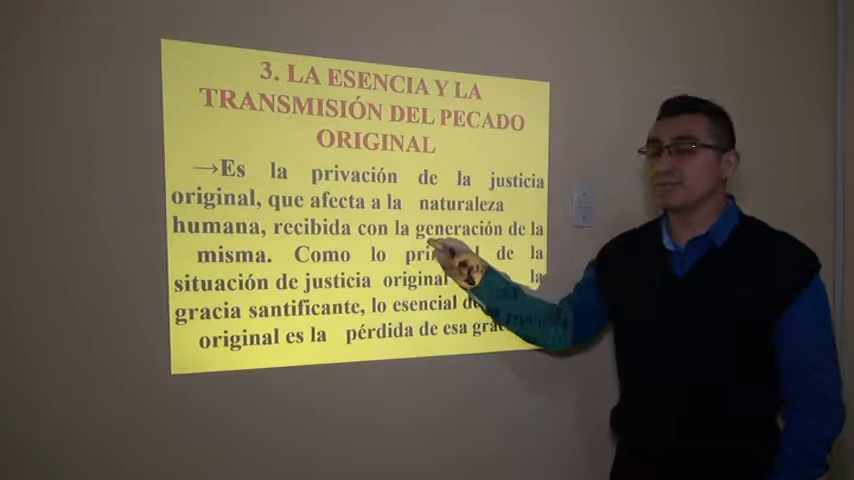 3. LA ESENCIA Y LA
TRANSMISIÓN DEL PECADO
ORIGINAL
→Es la privación de la justicia
original, que afecta a la naturaleza
humana, recibida con la generación de la
misma. Como lo de la
situación de justicia original la
gracia santificante, lo esencial
original es la pérdida de esa